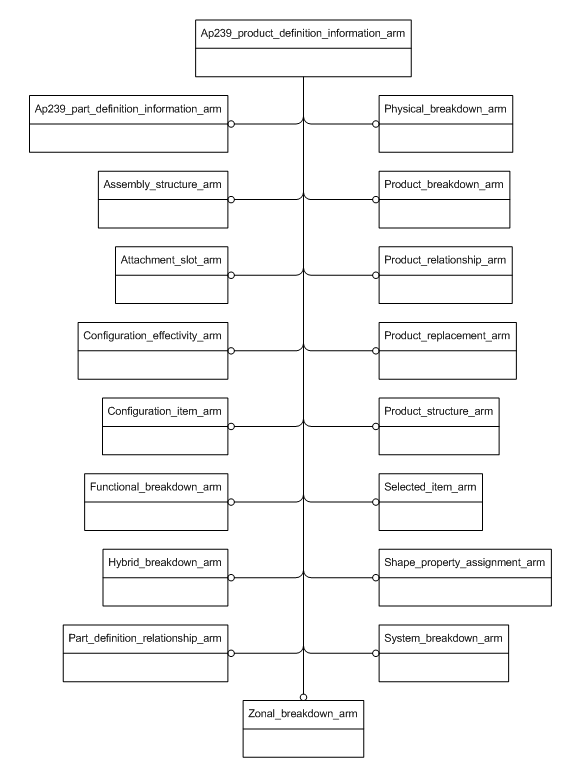 Ap239_product_definition_information_arm
Ap239_part_definition_information_arm
Physical_breakdown_arm
Assembly_structure_arm
Product_breakdown_arm
Attachment_slot_arm
Product_relationship_arm
Configuration_effectivity_arm
Product_replacement_arm
Configuration_item_arm
Product_structure_arm
Functional_breakdown_arm
Selected_item_arm
Hybrid_breakdown_arm
Shape_property_assignment_arm
Part_definition_relationship_arm
System_breakdown_arm
Zonal_breakdown_arm